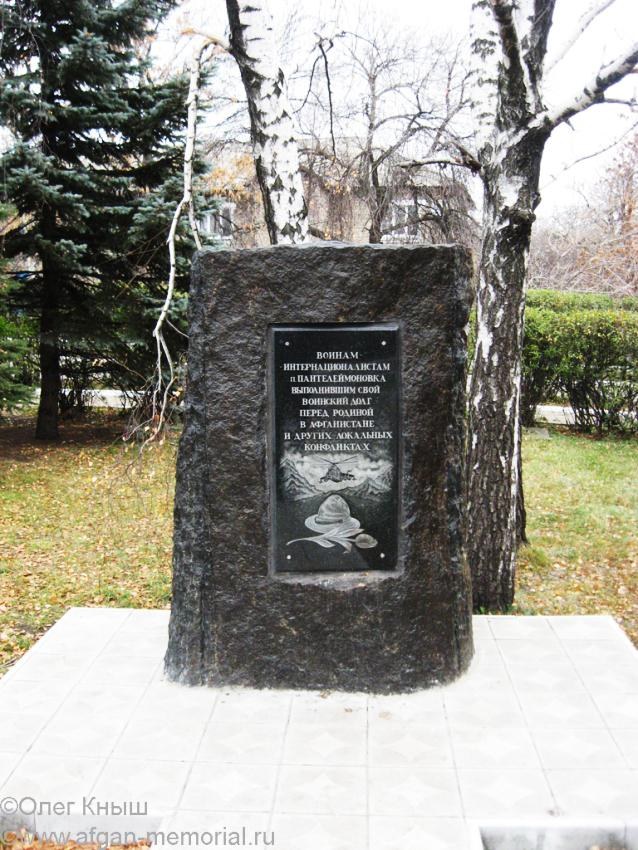 ВОИНАМ
-ИНТЕРНАЦИОНАЛИСТАМ
п. ПАНТЕЛЕЙМОНОВКА
ВЫПОЛНИВШИМ СВОЙ
ВОИНСКИЙ ДОЛГ
ПЕРЕД РОДИНОЙ
В АФГАНИСТАНЕ
И ДРУГИХ ЛОКАЛЬНЫХ
КОНФЛИКТАХ
©Олег Кныш
www.afgan-memorial.ru